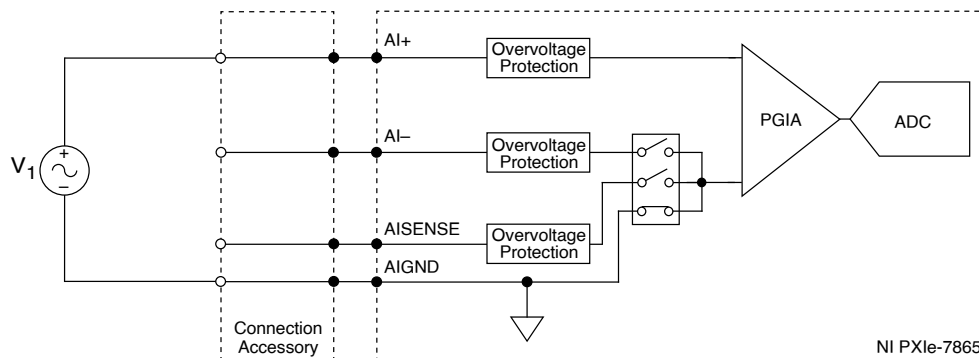 AI+
Overvoltage
Protection
PGIA
ADC
AI–
Overvoltage
Protection
V1
+
–
AISENSE
Overvoltage
Protection
AIGND
Connection
Accessory
NI PXIe-7865